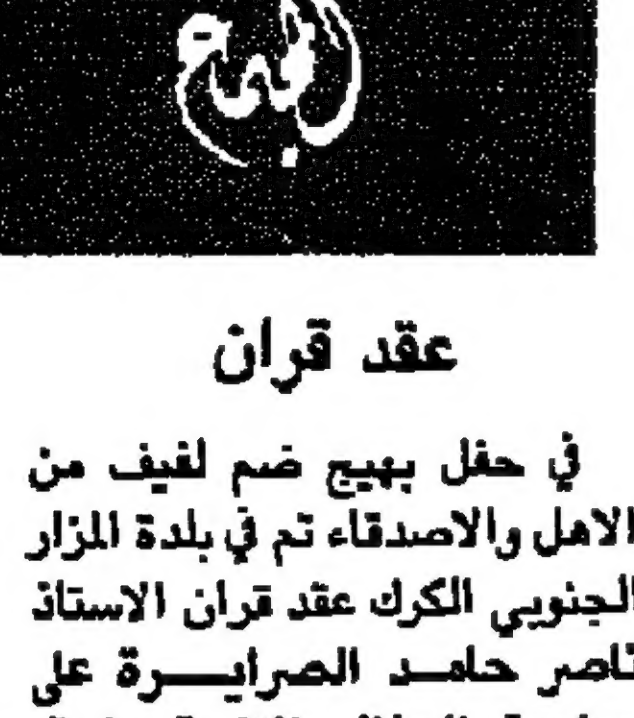 عقد قران
في حفل بهيج ضم لفيف من
الاهل والاصدقاء تم في بلدة المزار
الجنوبي الكرك عقد قران الاستاذ
ناصر حامد الصرايـــرة على